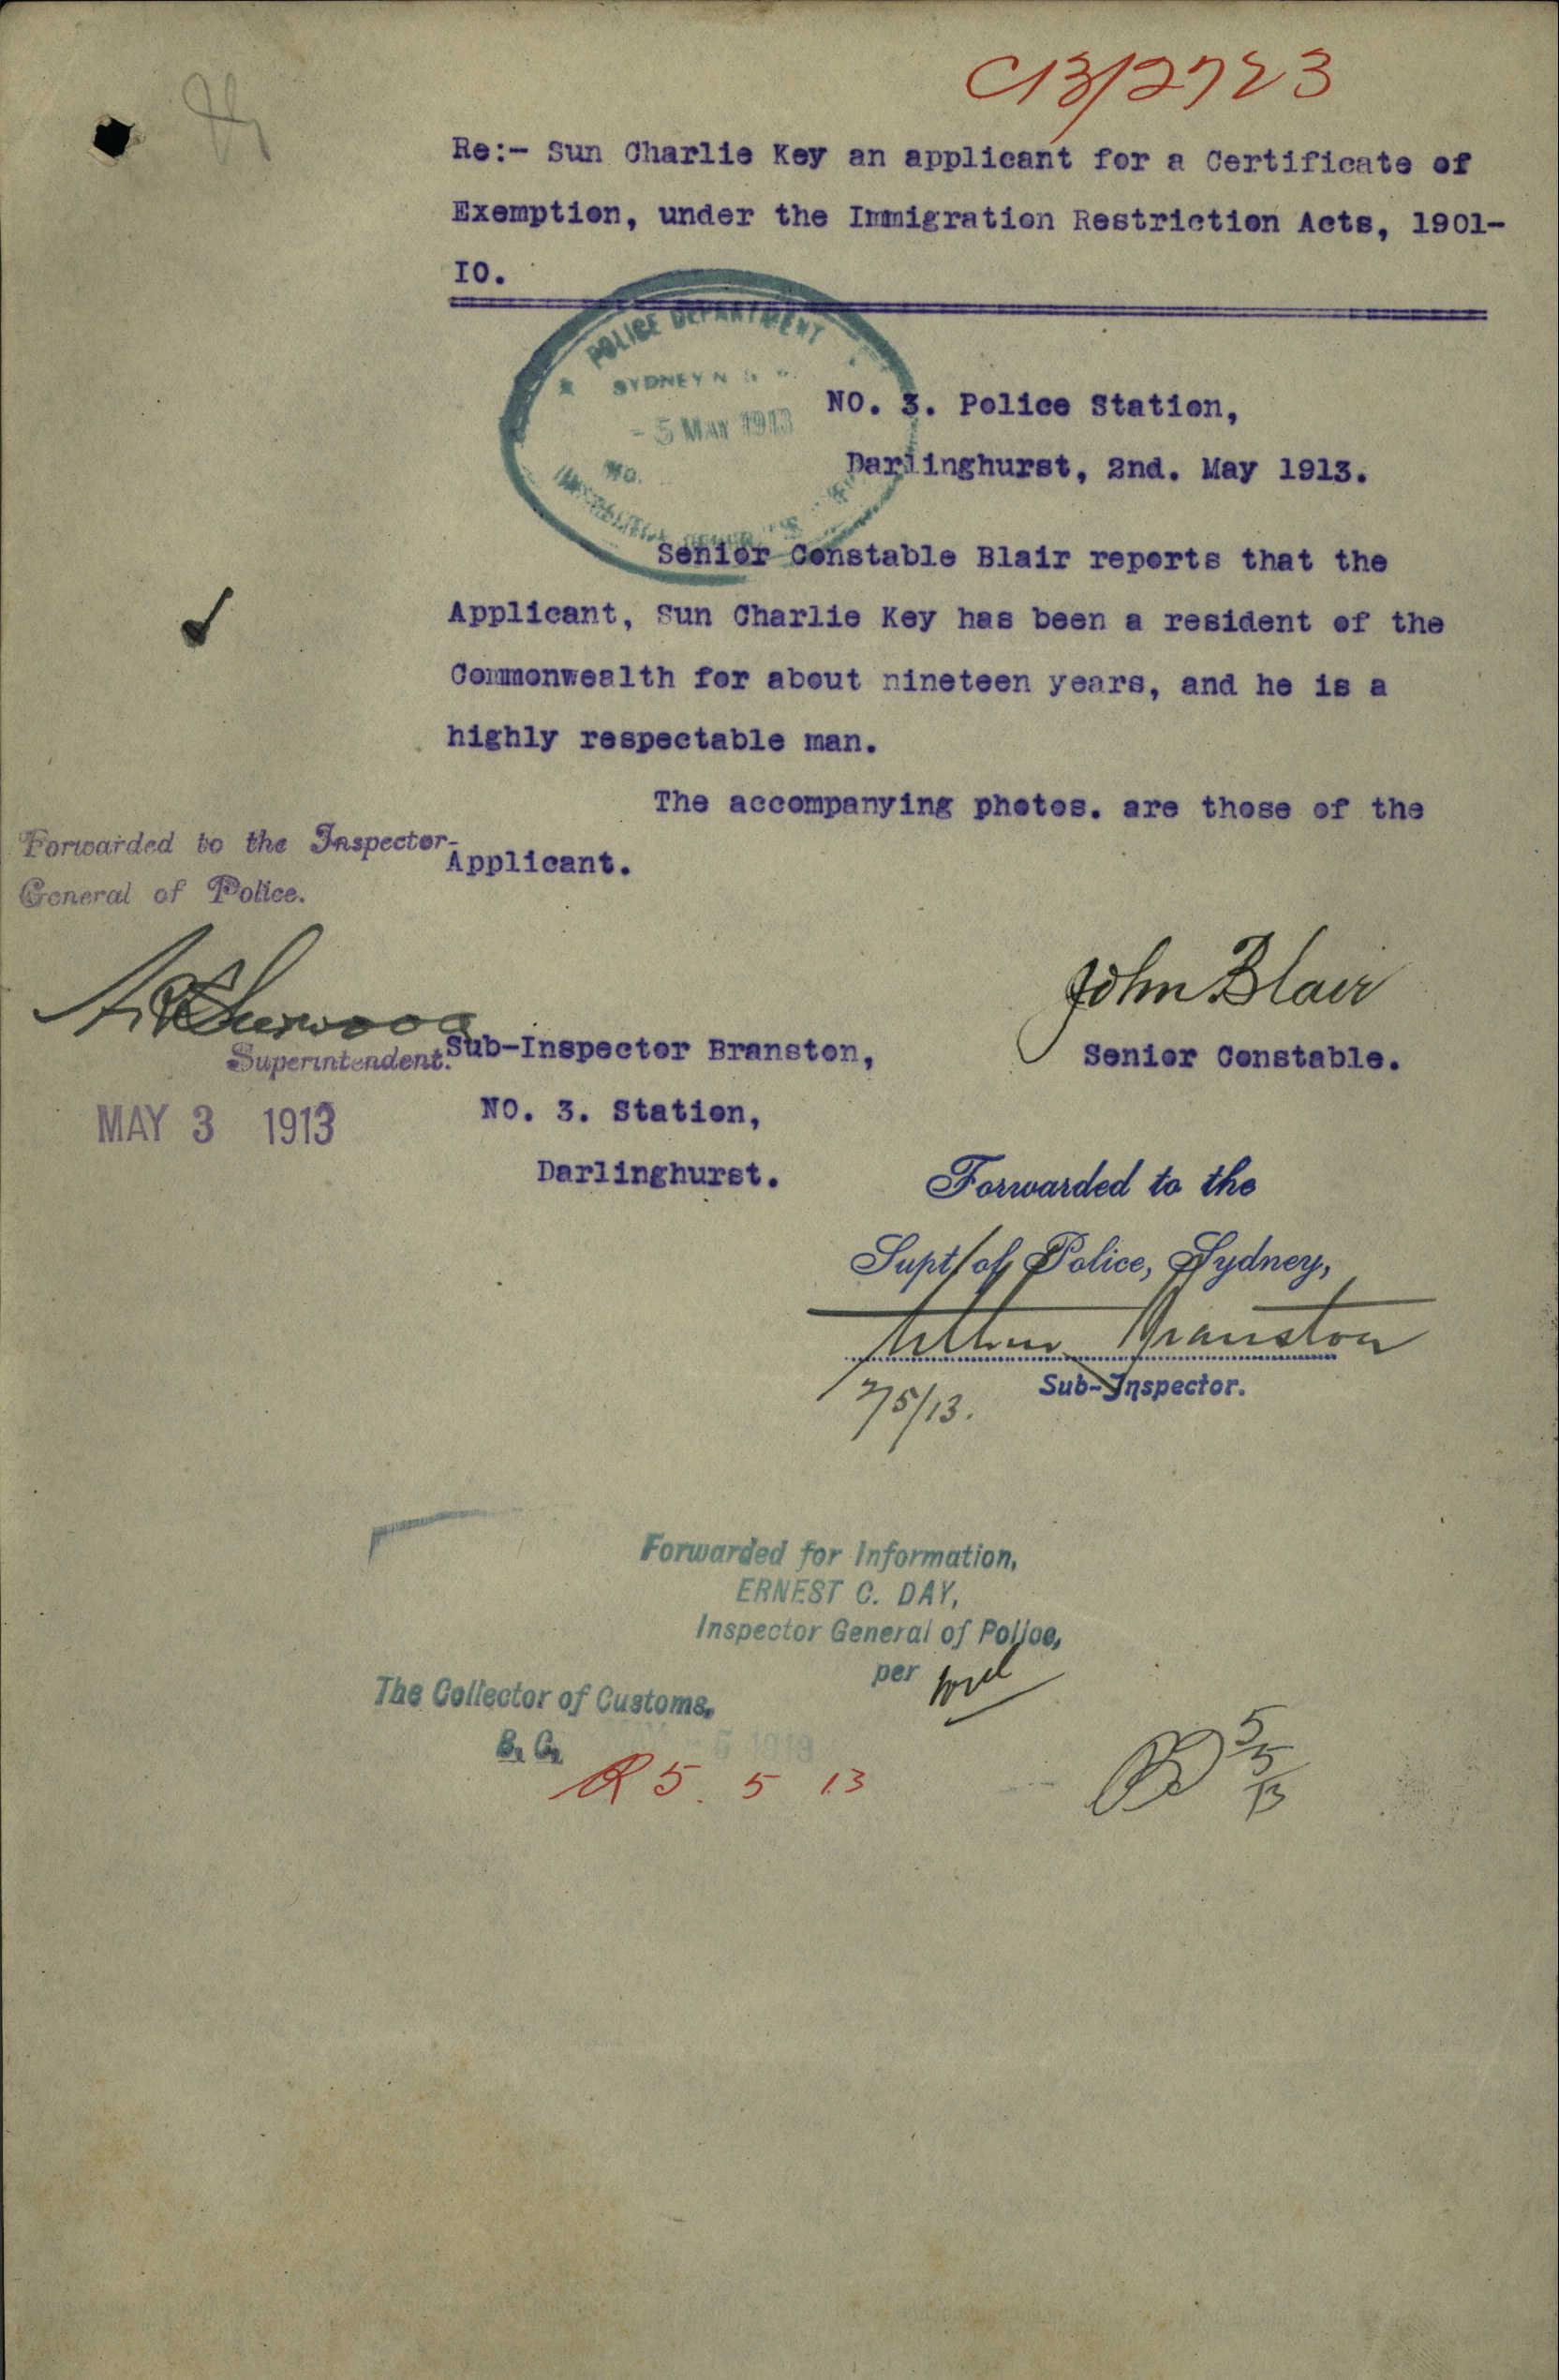 C13/2723
Re:- Sun Charlie Key an applicant for a Certificate of
Exemption, under the Immigration Restriction Acts, 1901-
IO.
POLICE DEPARTMENT
SYDNEY N
- 5 MAY 1913
No.
NO. 3. Police Station,
Darlinghurst, 2nd. May 1913.
Senior Constable Blair reports that the
Applicant, Sun Charlie Key has been a resident of the
Commonwealth for about nineteen years, and he is a
highly respectable man.
The accompanying photos. are those of the
Applicant.
Forwarded to the Inspector-
General of Police.
Superintendent.
MAY 3 1913
John Blair
Senior Constable.
Sub-Inspector Branston,
NO. 3. Station,
Darlinghurst.
Forwarded to the
Supt of Police, Sydney,
Branston
Sub-Inspector.
2/5/13.
Forwarded for Information,
ERNEST C. DAY,
Inspector General of Police,
per
The Collector of Customs,
B. C.
- 5 1913
R 5. 5 13
5/5/13